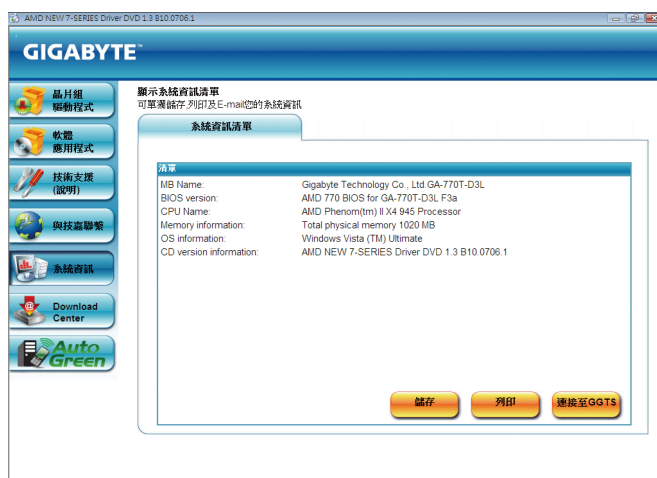 AMD NEW 7-SERIES Driver DVD 1.3 B10.0706.1
GIGABYTE™
晶片組
驅動程式
軟體
應用程式
技術支援
(說明)
與技嘉聯繫
系統資訊
Download
Center
Auto
Green
顯示系統資訊清單
可單獨儲存,列印及E-mail您的系統資訊
系統資訊清單
清單
MB Name: Gigabyte Technology Co., Ltd.GA-770T-D3L
BIOS version: AMD 770 BIOS for GA-770T-D3L F3a
CPU Name: AMD Phenom(tm) II X4 945 Processor
Memory information: Total physical memory 1020 MB
OS information: Windows Vista (TM) Ultimate
CD version information: AMD NEW 7-SERIES Driver DVD 1.3 B10.0706.1
儲存 列印 連接至GGTS